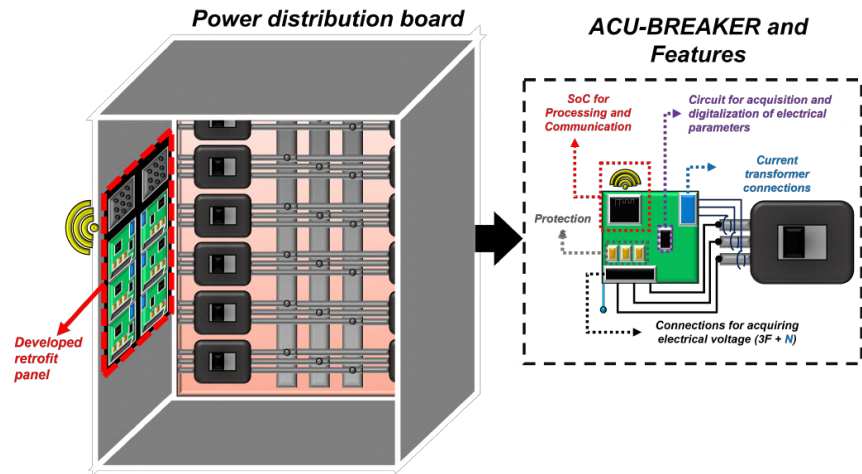 Power distribution board
ACU-BREAKER and
Features
SoC for
Processing and
Communication
Circuit for acquisition and
digitalization of electrical
parameters
Current
transformer
connections
Protection
Developed
retrofit
panel
Connections for acquiring
electrical voltage (3F + N)